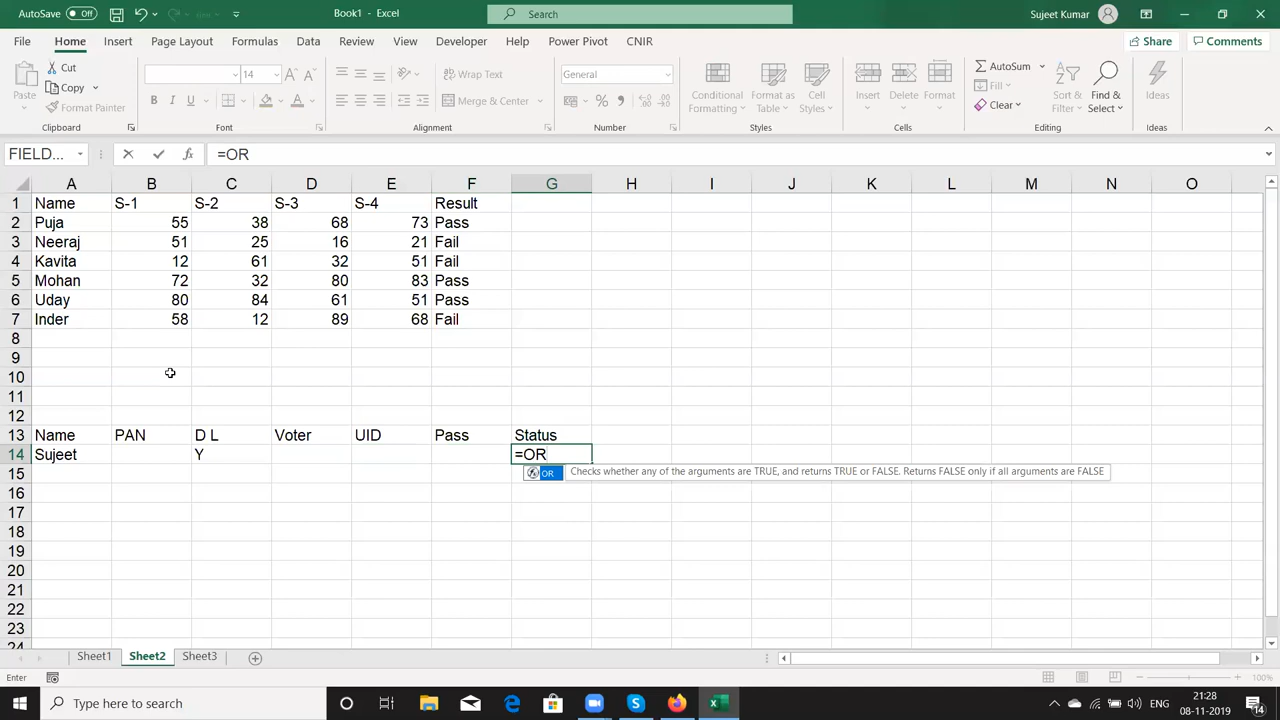 AutoSave Off Book1 - Excel Search Sujeet Kumar
File Home Insert Page Layout Formulas Data Review View Developer Help Power Pivot CNIR Share Comments
Paste Cut Copy Format Painter Clipboard
14 B I U A A A Font
Wrap Text Merge & Center Alignment
General % Number
Conditional Formatting Format as Table Cell Styles Styles
Insert Delete Format Cells
AutoSum Fill Clear Sort & Filter Find & Select Editing
Ideas Ideas
FIELD... fx =OR
A B C D E F G H I J K L M N O
1 Name S-1 S-2 S-3 S-4 Result
2 Puja 55 38 68 73 Pass
3 Neeraj 51 25 16 21 Fail
4 Kavita 12 61 32 51 Fail
5 Mohan 72 32 80 83 Pass
6 Uday 80 84 61 51 Pass
7 Inder 58 12 89 68 Fail
8
9
10
11
12
13 Name PAN D L Voter UID Pass Status
14 Sujeet Y =OR
15 OR Checks whether any of the arguments are TRUE, and returns TRUE or FALSE. Returns FALSE only if all arguments are FALSE
16
17
18
19
20
21
22
23
24
Sheet1 Sheet2 Sheet3
Enter 100%
Type here to search ENG 21:28
08-11-2019